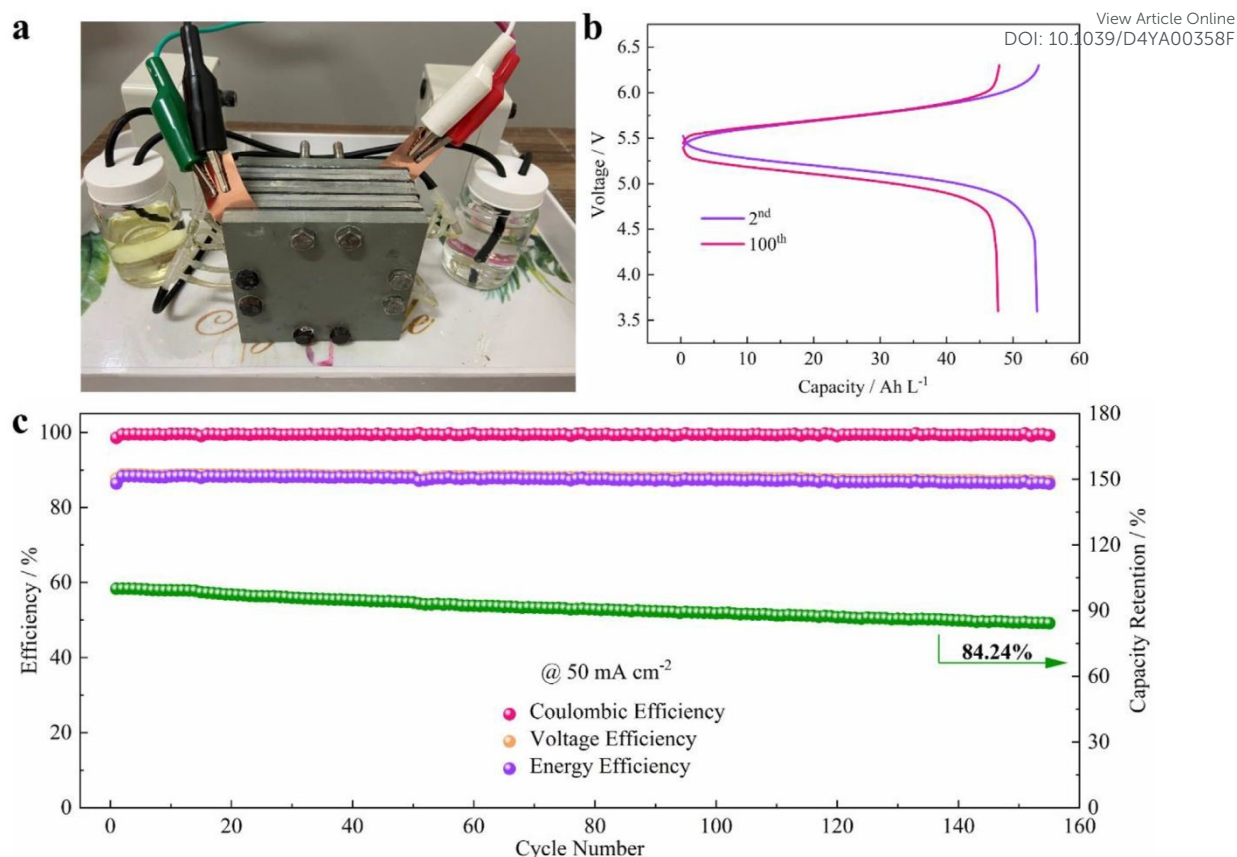 View Article Online
DOI: 10.1039/D4YA00358F
a
b
6.5
6.0
5.5
5.0
4.5
4.0
3.5
Voltage / V
2nd
100th
0
10
20
30
40
50
60
Capacity / Ah L-1
c
100
80
60
40
20
0
Efficiency / %
180
150
120
90
60
30
0
Capacity Retention / %
84.24%
@ 50 mA cm-2
Coulombic Efficiency
Voltage Efficiency
Energy Efficiency
0
20
40
60
80
100
120
140
160
Cycle Number